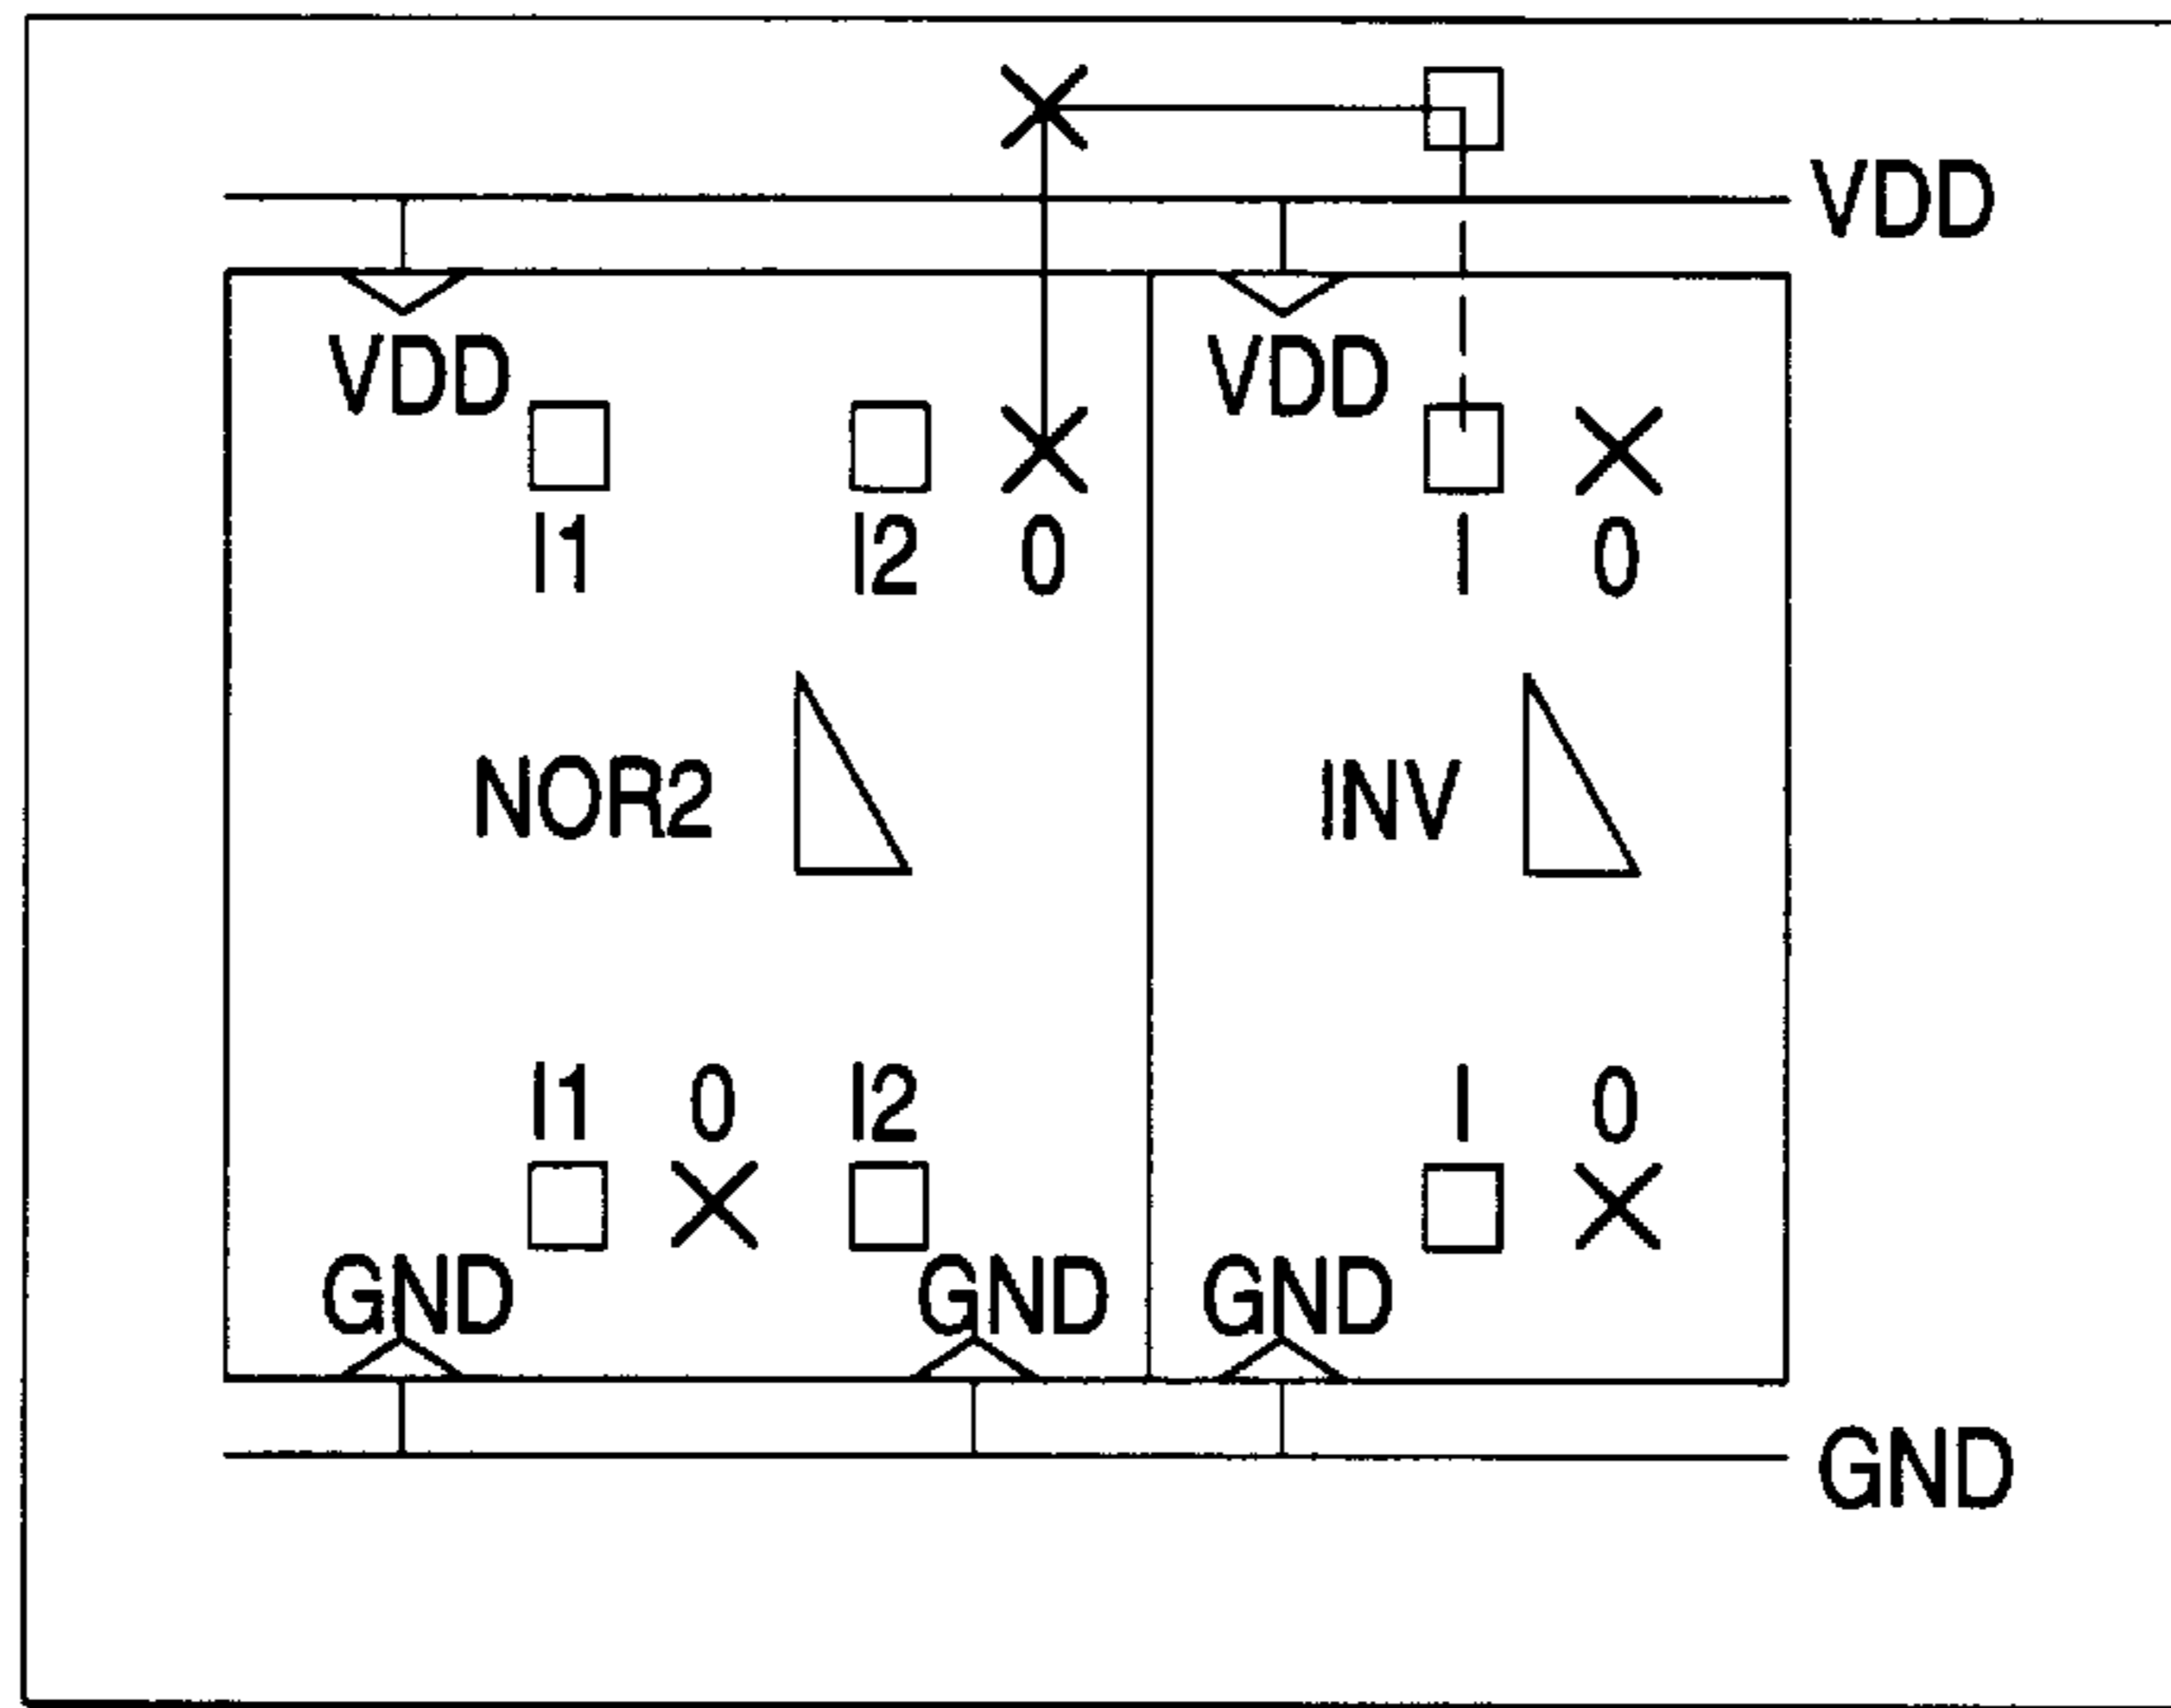 VDD
VDD VDD
I1 I2 0 I 0
NOR2 INV
I1 0 I2 I 0
GND GND GND
GND